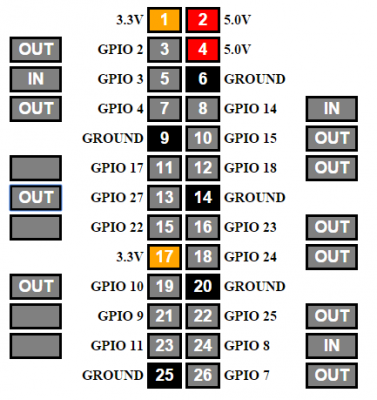 3.3V 1 2 5.0V
OUT GPIO 2 3 4 5.0V
IN GPIO 3 5 6 GROUND
OUT GPIO 4 7 8 GPIO 14 IN
GROUND 9 10 GPIO 15 OUT
GPIO 17 11 12 GPIO 18 OUT
OUT GPIO 27 13 14 GROUND
GPIO 22 15 16 GPIO 23 OUT
3.3V 17 18 GPIO 24 OUT
OUT GPIO 10 19 20 GROUND
GPIO 9 21 22 GPIO 25 OUT
GPIO 11 23 24 GPIO 8 IN
GROUND 25 26 GPIO 7 OUT